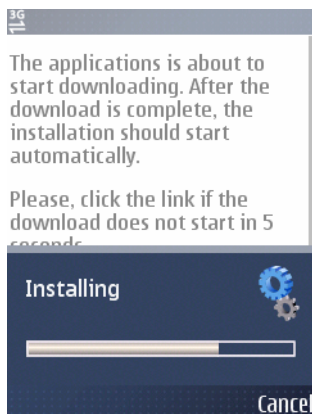 3G
The applications is about to
start downloading. After the
download is complete, the
installation should start
automatically.
Please, click the link if the
download does not start in 5
seconds
Installing
Cancel